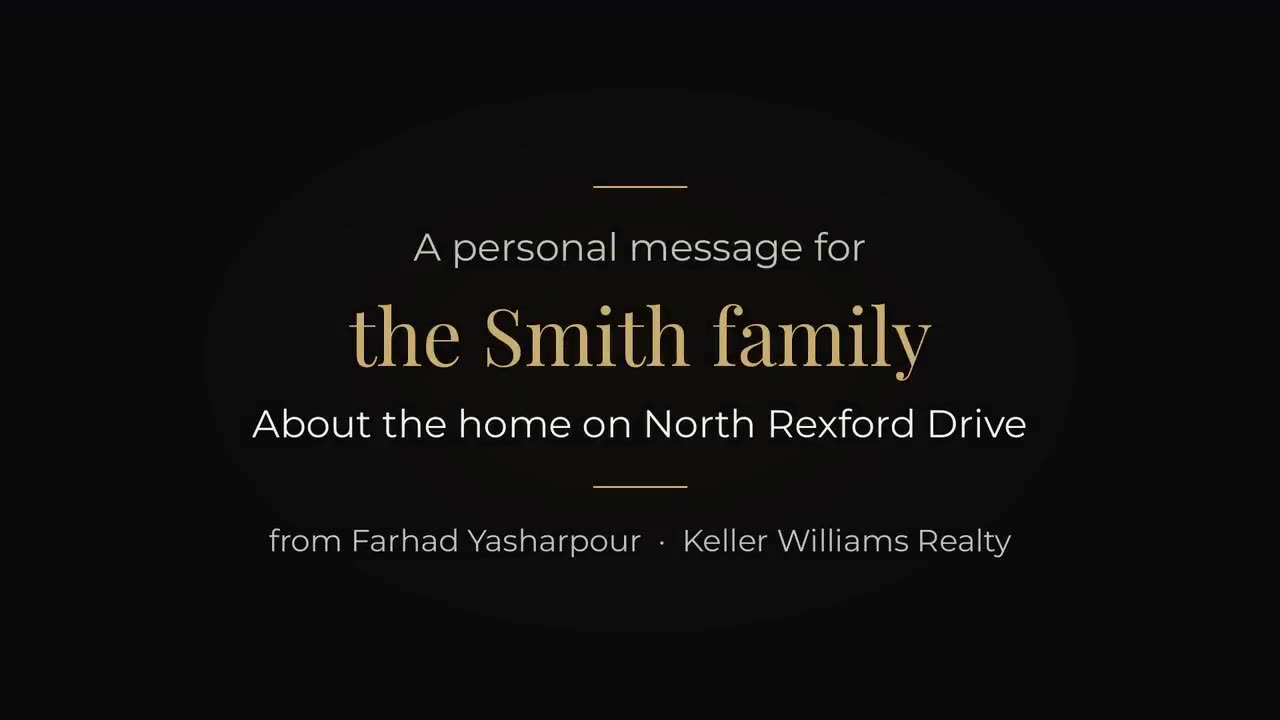 A personal message for
the Smith family
About the home on North Rexford Drive
from Farhad Yasharpour · Keller Williams Realty